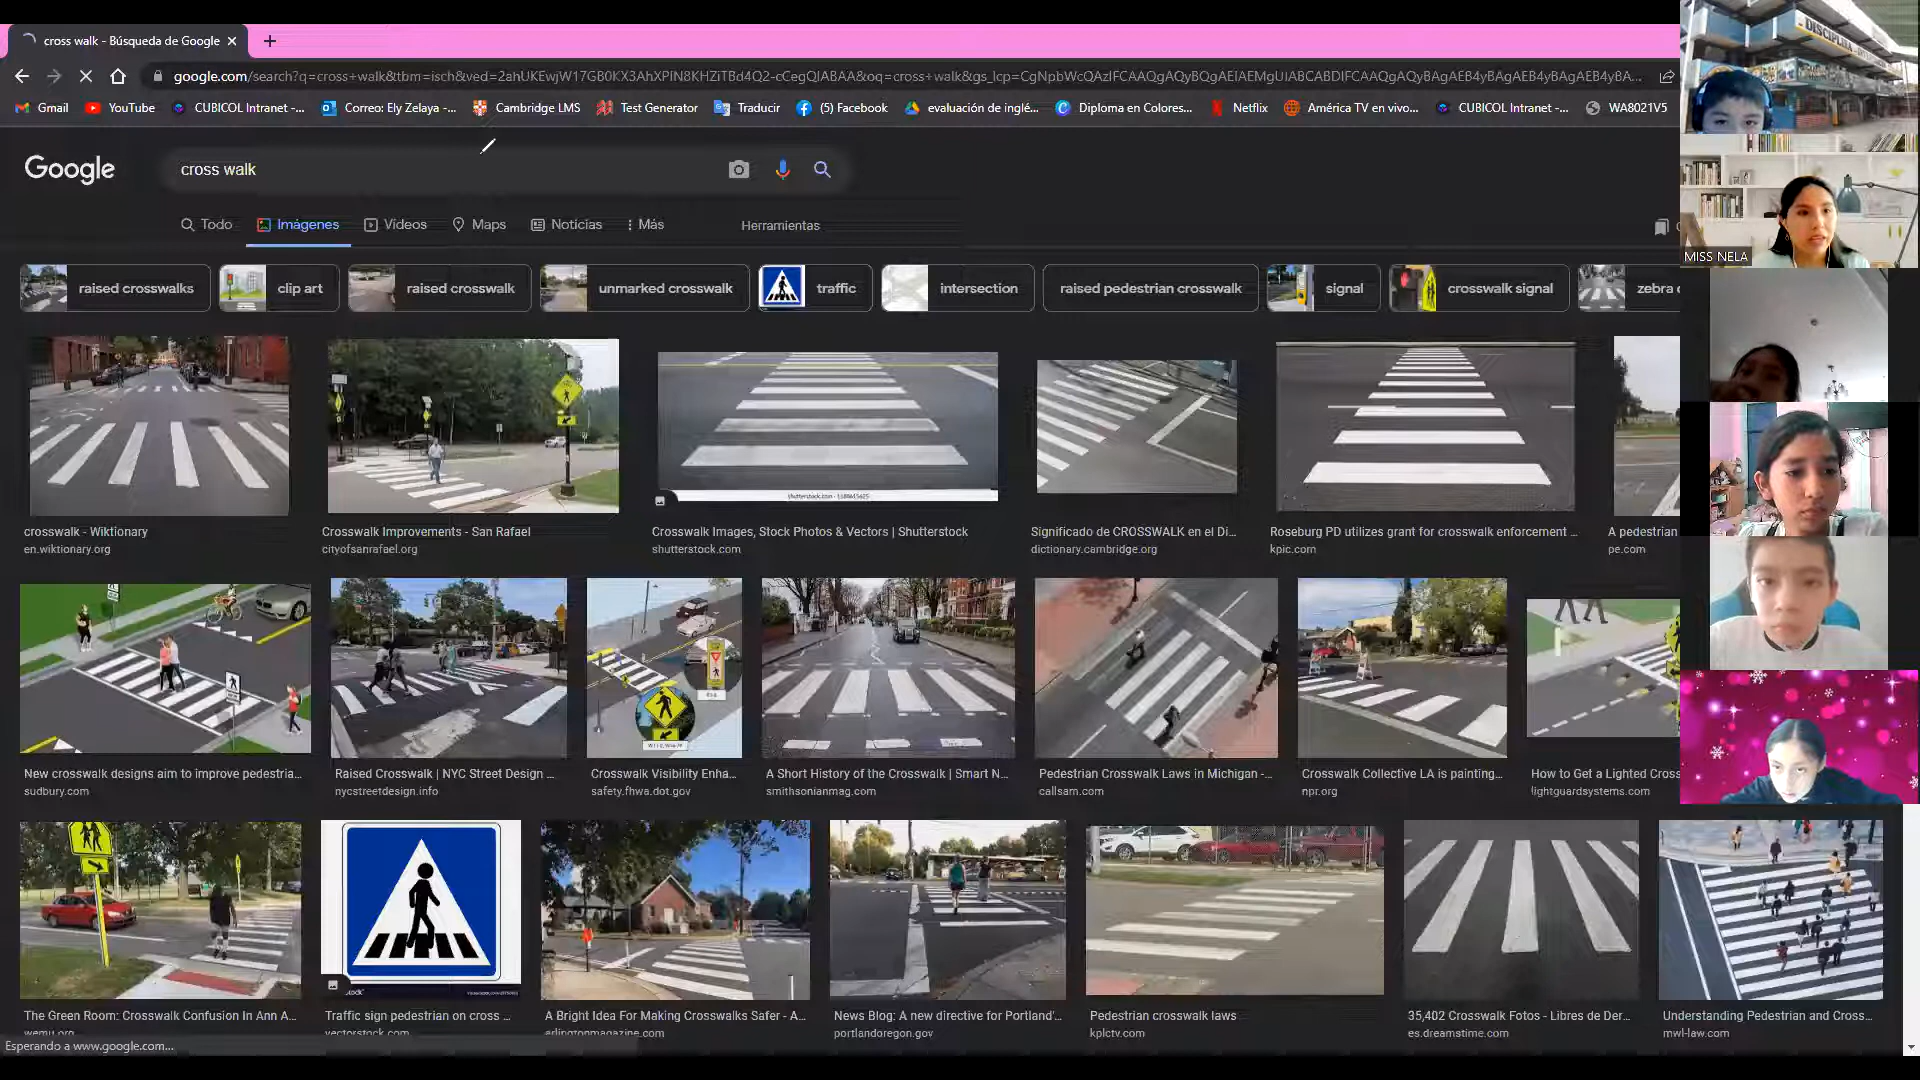 cross walk - Búsqueda de Google
google.com/search?q=cross+walk&tbm=isch&ved=
Gmail
YouTube
CUBICOL Intranet -...
Correo: Ely Zelaya -...
Cambridge LMS
Test Generator
Traducir
(5) Facebook
evaluación de inglé...
Diploma en Colores...
Netflix
América TV en vivo...
CUBICOL Intranet -...
WA8021V5
DISCIPLINA
Google
cross walk
Todo
Imágenes
Videos
Maps
Noticias
Más
Herramientas
MISS NELA
raised crosswalks
clip art
raised crosswalk
unmarked crosswalk
traffic
intersection
raised pedestrian crosswalk
signal
crosswalk signal
zebra
crosswalk - Wiktionary
en.wiktionary.org
Crosswalk Improvements - San Rafael
cityofsanrafael.org
Crosswalk Images, Stock Photos & Vectors | Shutterstock
shutterstock.com
Significado de CROSSWALK en el Di...
dictionary.cambridge.org
Roseburg PD utilizes grant for crosswalk enforcement ...
kpic.com
A pedestrian
pe.com
New crosswalk designs aim to improve pedestria...
sudbury.com
Raised Crosswalk | NYC Street Design ...
nycstreetdesign.info
Crosswalk Visibility Enha...
safety.fhwa.dot.gov
A Short History of the Crosswalk | Smart N...
smithsonianmag.com
Pedestrian Crosswalk Laws in Michigan -...
callsam.com
Crosswalk Collective LA is painting...
npr.org
How to Get a Lighted Cross
lightguardsystems.com
The Green Room: Crosswalk Confusion In Ann A...
wemu.org
Traffic sign pedestrian on cross ...
vectorstock.com
A Bright Idea For Making Crosswalks Safer - A...
arlingtonmagazine.com
News Blog: A new directive for Portland'...
portlandoregon.gov
Pedestrian crosswalk laws
kplctv.com
35,402 Crosswalk Fotos - Libres de Der...
es.dreamstime.com
Understanding Pedestrian and Cross...
mwl-law.com
Esperando a www.google.com...